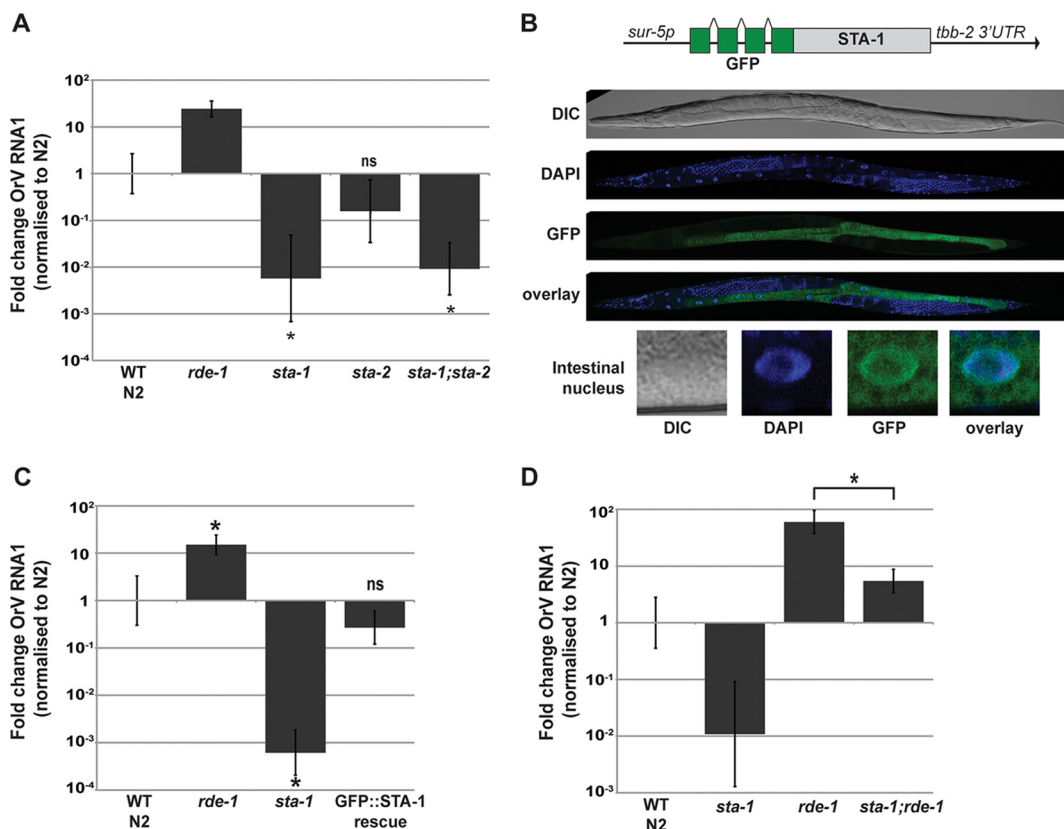 A
Fold change OrV RNA1
(normalised to N2)
10²
10
1
10⁻¹
10⁻²
10⁻³
10⁻⁴
ns
*
*
WT
N2
rde-1
sta-1
sta-2
sta-1;sta-2
B
sur-5p
STA-1
tbb-2 3'UTR
GFP
DIC
DAPI
GFP
overlay
Intestinal
nucleus
DIC
DAPI
GFP
overlay
C
Fold change OrV RNA1
(normalised to N2)
10²
10
1
10⁻¹
10⁻²
10⁻³
10⁻⁴
*
ns
*
WT
N2
rde-1
sta-1
GFP::STA-1
rescue
D
Fold change OrV RNA1
(normalised to N2)
*
10²
10
1
10⁻¹
10⁻²
10⁻³
WT
N2
sta-1
rde-1
sta-1;rde-1